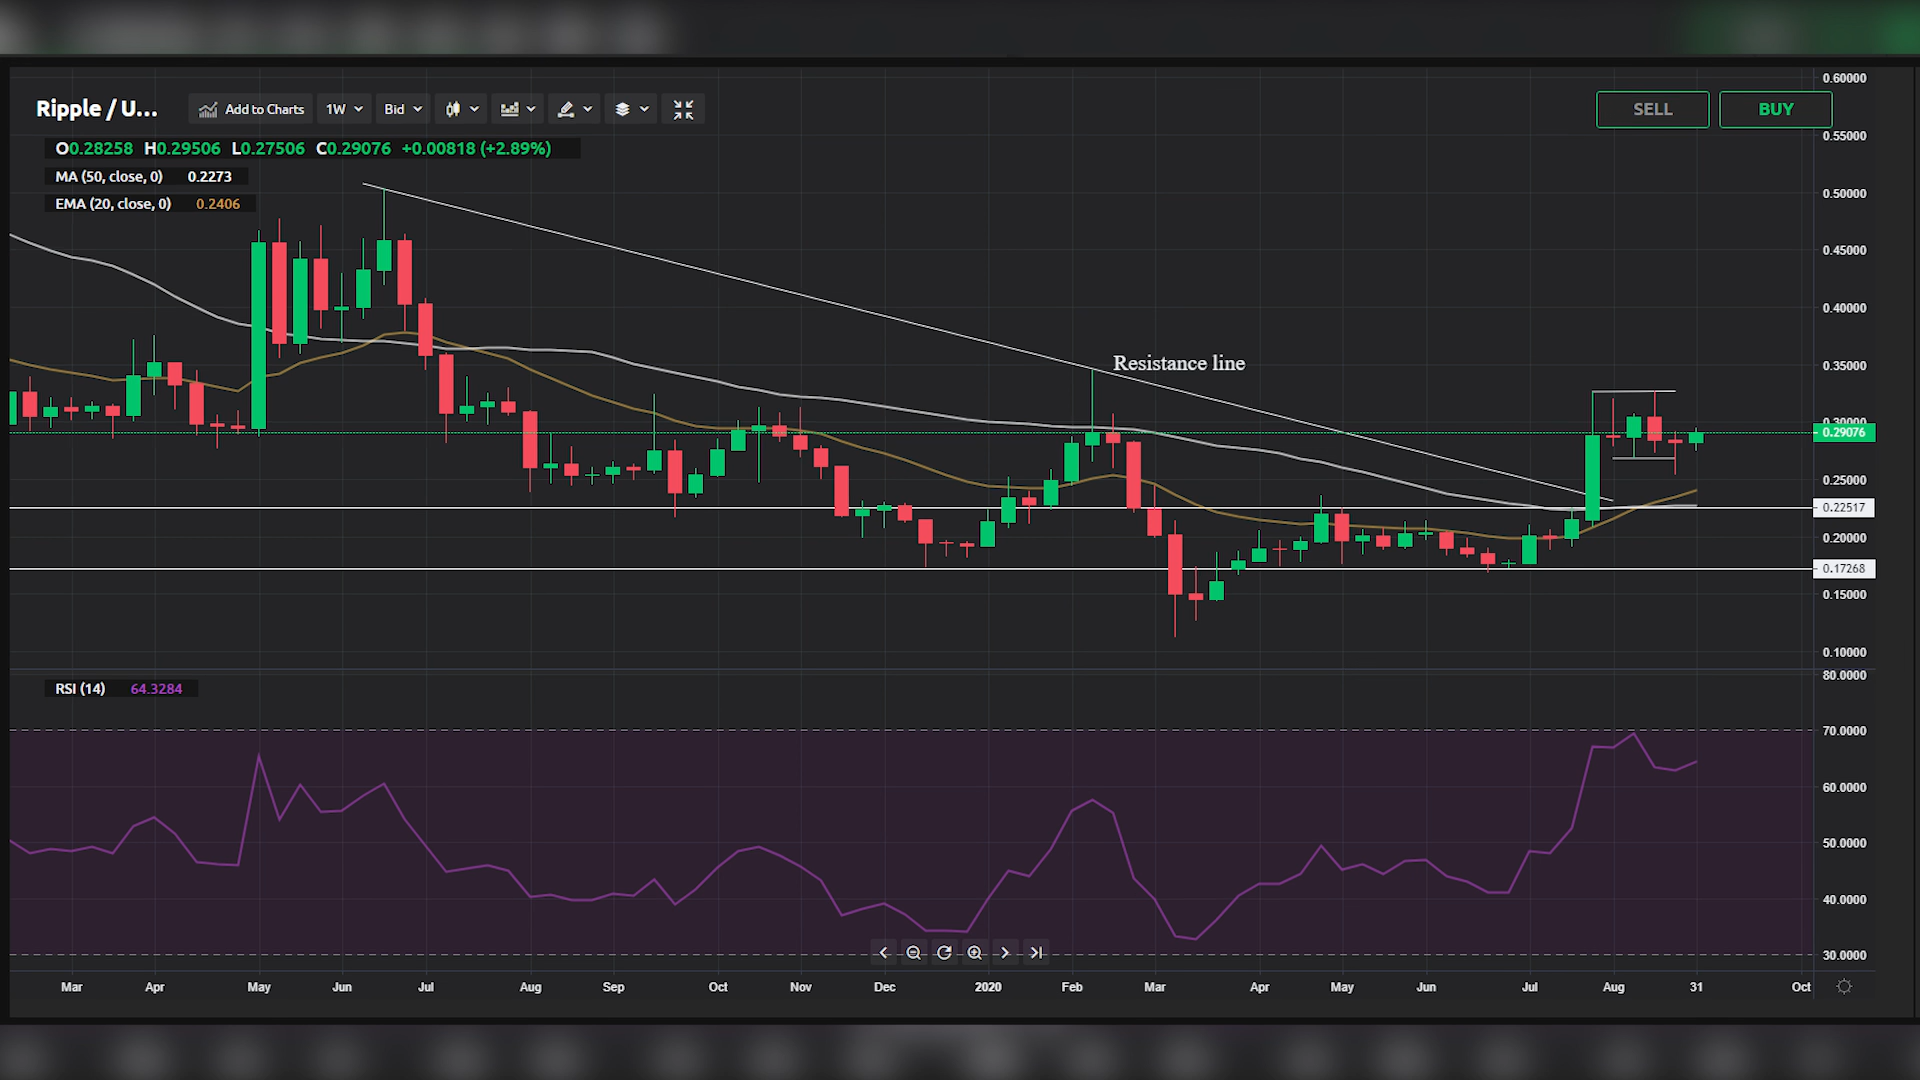 Ripple / U... Add to Charts 1W Bid SELL BUY
O0.28258 H0.29506 L0.27506 C0.29076 +0.00818 (+2.89%)
MA (50, close, 0) 0.2273
EMA (20, close, 0) 0.2406
Resistance line
0.60000
0.55000
0.50000
0.45000
0.40000
0.35000
0.30000
0.29076
0.25000
0.22517
0.20000
0.17268
0.15000
0.10000
RSI (14) 64.3284
80.0000
70.0000
60.0000
50.0000
40.0000
30.0000
Mar Apr May Jun Jul Aug Sep Oct Nov Dec 2020 Feb Mar Apr May Jun Jul Aug 31 Oct